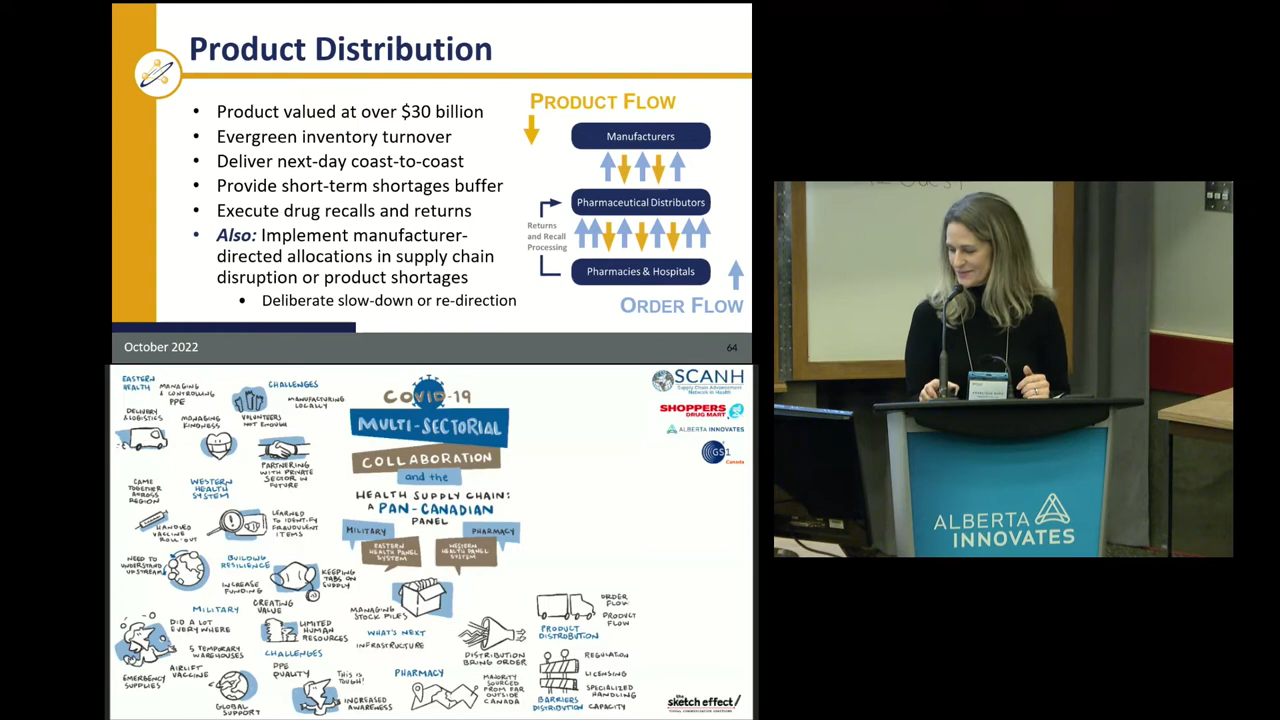 Product Distribution
• Product valued at over $30 billion
• Evergreen inventory turnover
• Deliver next-day coast-to-coast
• Provide short-term shortages buffer
• Execute drug recalls and returns
• Also: Implement manufacturer-
directed allocations in supply chain
disruption or product shortages
• Deliberate slow-down or re-direction
PRODUCT FLOW
Manufacturers
Pharmaceutical Distributors
Returns
and Recall
Processing
Pharmacies & Hospitals
ORDER FLOW
October 2022
64
EASTERN
HEALTH
MANAGING
& CONTROLLING
PPE
CHALLENGES
MANUFACTURING
LOCALLY
DELIVERY
& LOGISTICS
MANAGING
KINDNESS
VOLUNTEERS
NOT ENOUGH
PARTNERING
WITH PRIVATE
SECTOR IN
FUTURE
CAME
TOGETHER
ACROSS
REGION
WESTERN
HEALTH
SYSTEM
HANDLED
VACCINE
ROLL-OUT
LEARNED
TO IDENTIFY
FRAUDULENT
ITEMS
NEED TO
UNDERSTAND
UPSTREAM
BUILDING
RESILIENCE
INCREASE
FUNDING
KEEPING
TABS ON
SUPPLY
MILITARY
CREATING
VALUE
DID A LOT
EVERYWHERE
5 TEMPORARY
WAREHOUSES
LIMITED
HUMAN
RESOURCES
CHALLENGES
EMERGENCY
SUPPLIES
AIRLIFT
VACCINE
GLOBAL
SUPPORT
PPE
QUALITY
THIS IS
TOUGH!
INCREASED
AWARENESS
COVID-19
MULTI-SECTORIAL
COLLABORATION
and the
HEALTH SUPPLY CHAIN:
A PAN-CANADIAN
PANEL
MILITARY
PHARMACY
EASTERN
HEALTH PANEL
SYSTEM
WESTERN
HEALTH PANEL
SYSTEM
MANAGING
STOCK PILES
WHAT'S NEXT
INFRASTRUCTURE
DISTRIBUTION
BRING ORDER
PHARMACY
MAJORITY
SOURCED
FROM FAR
OUTSIDE
CANADA
ORDER
FLOW
PRODUCT
FLOW
PRODUCT
DISTRIBUTION
REGULATION
LICENSING
SPECIALIZED
HANDLING
CAPACITY
BARRIERS
DISTRIBUTION
SCANH
Supply Chain Advancement
Network in Health
SHOPPERS
DRUG MART
ALBERTA INNOVATES
GS1
Canada
the
sketch effect/
ALBERTA
INNOVATES